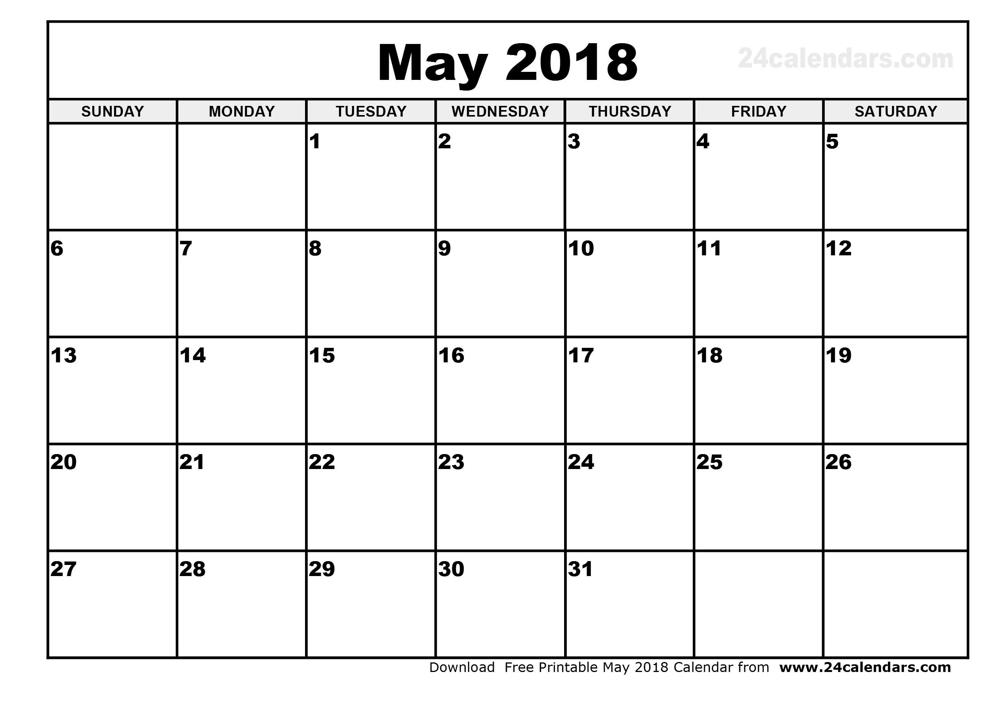 May 2018
24calendars.com
SUNDAY MONDAY TUESDAY WEDNESDAY THURSDAY FRIDAY SATURDAY
1 2 3 4 5
6 7 8 9 10 11 12
13 14 15 16 17 18 19
20 21 22 23 24 25 26
27 28 29 30 31
Download Free Printable May 2018 Calendar from www.24calendars.com